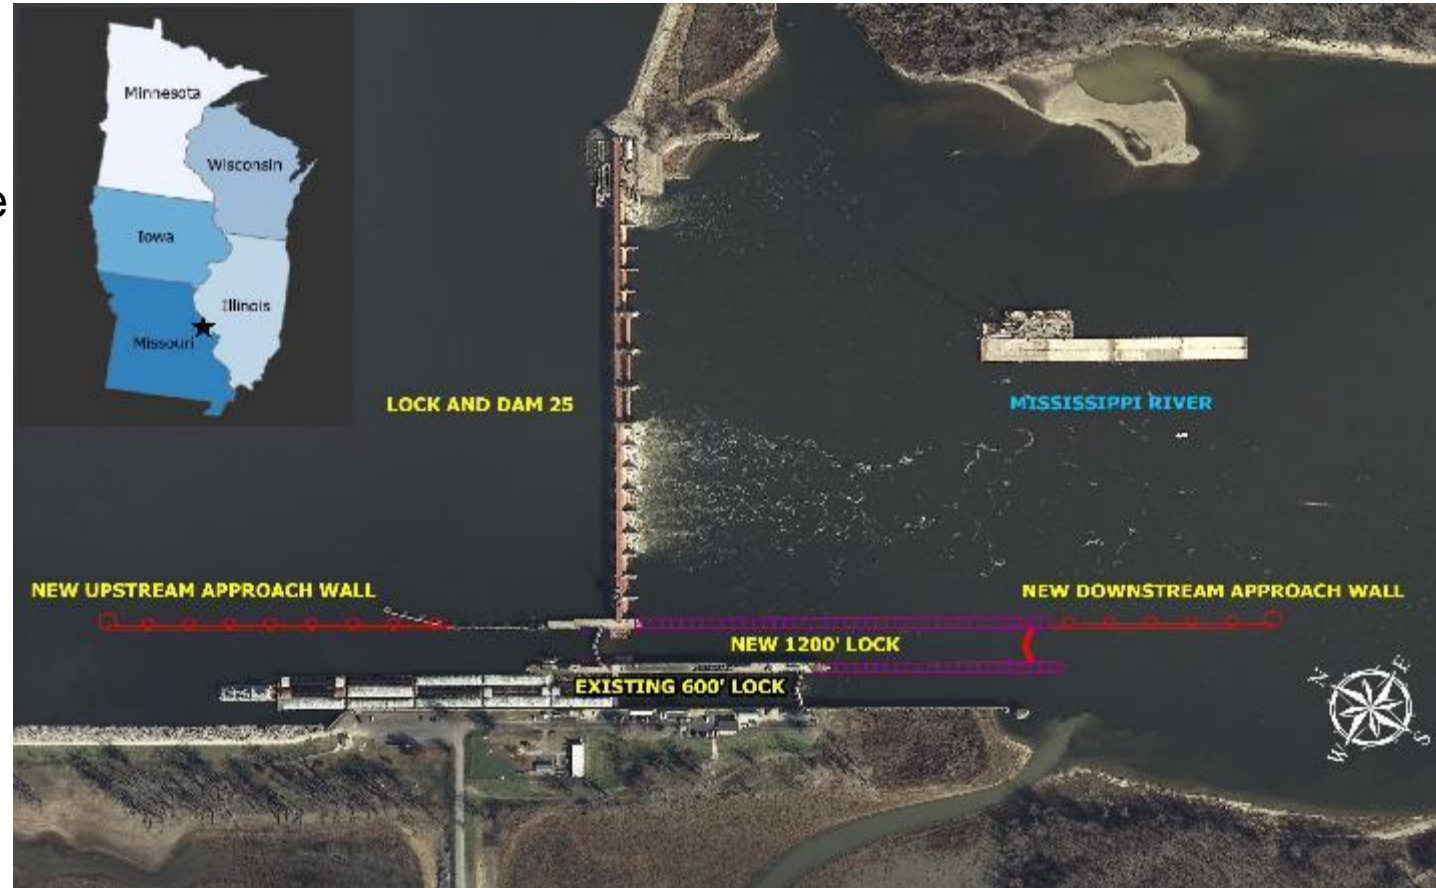 Minnesota
Wisconsin
e
Iowa
Illinois
Missouri
LOCK AND DAM 25
MISSISSIPPI RIVER
NEW UPSTREAM APPROACH WALL
NEW DOWNSTREAM APPROACH WALL
NEW 1200' LOCK
EXISTING 600' LOCK
N
E
W
S